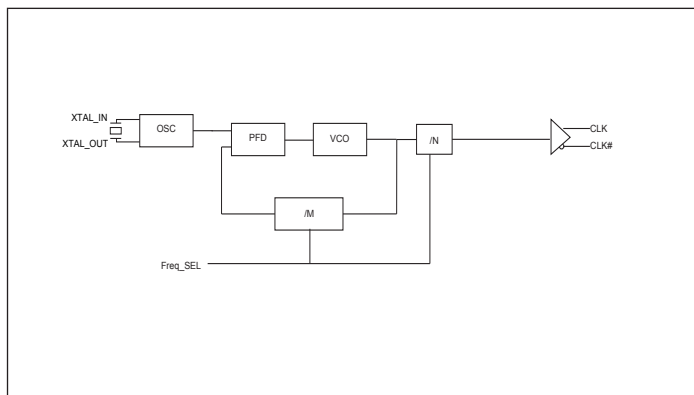 XTAL_IN
XTAL_OUT
OSC
PFD
VCO
/N
CLK
CLK#
/M
Freq_SEL